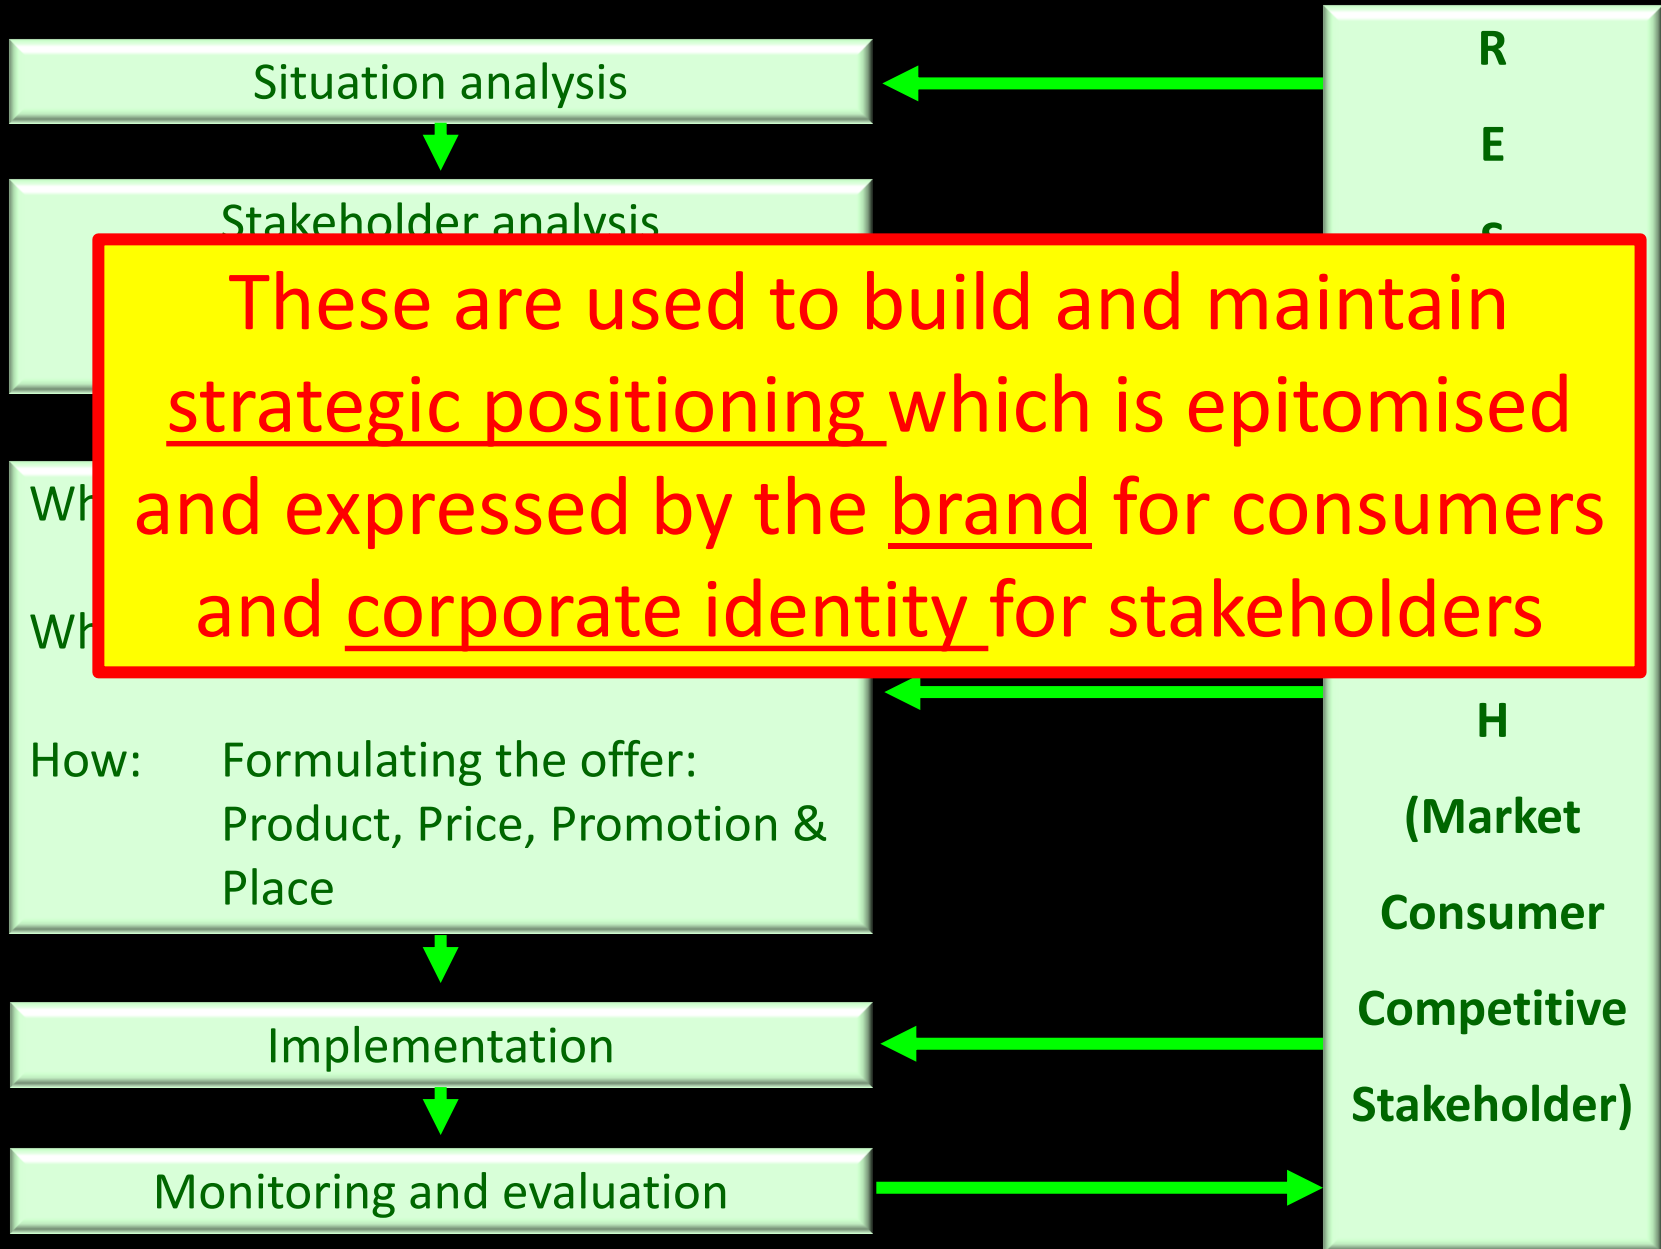 Situation analysis
Stakeholder analysis
These are used to build and maintain
strategic positioning which is epitomised
and expressed by the brand for consumers
and corporate identity for stakeholders
How: Formulating the offer:
Product, Price, Promotion &
Place
Implementation
Monitoring and evaluation
R
E
S
H
(Market
Consumer
Competitive
Stakeholder)